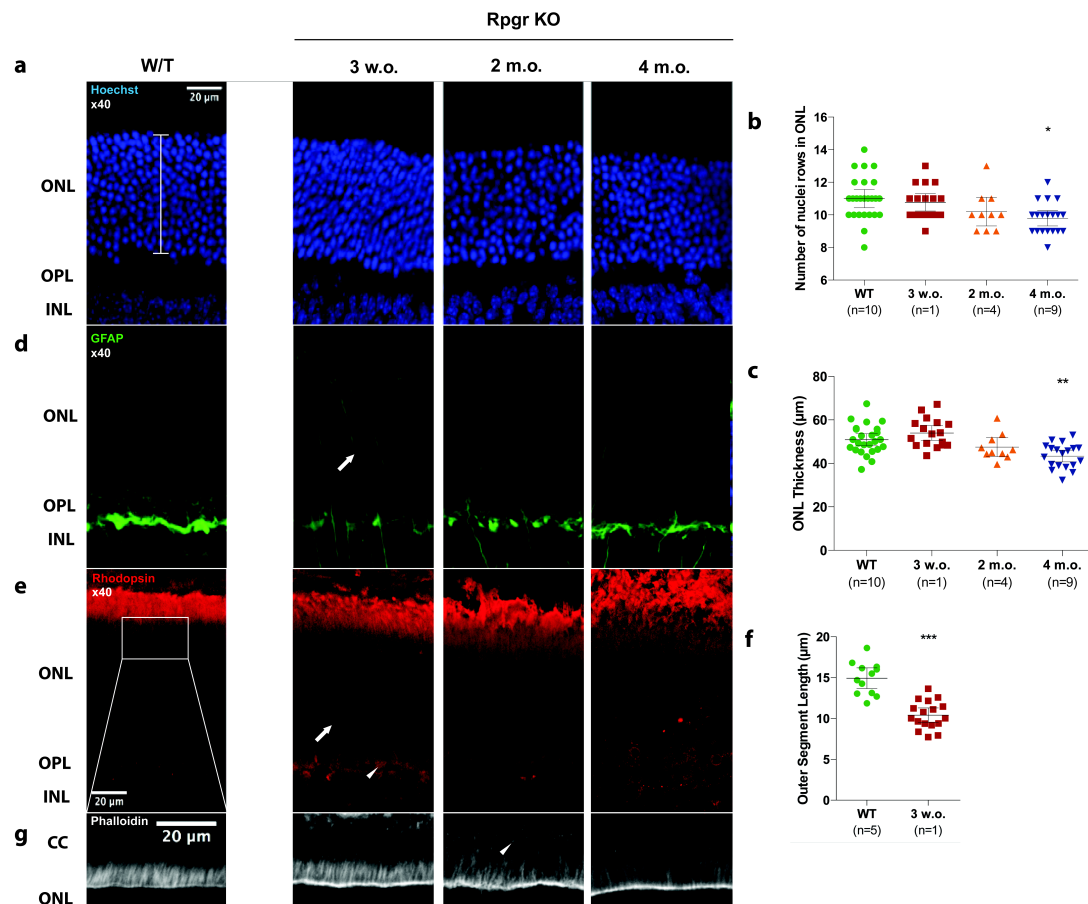 Rpgr KO
a
W/T
3 w.o.
2 m.o.
4 m.o.
Hoechst
x40
20 µm
ONL
OPL
INL
b
Number of nuclei rows in ONL
16
14
12
10
8
6
*
WT
3 w.o.
2 m.o.
4 m.o.
(n=10)
(n=1)
(n=4)
(n=9)
d
GFAP
x40
ONL
OPL
INL
c
ONL Thickness (µm)
80
60
40
20
0
**
WT
3 w.o.
2 m.o.
4 m.o.
(n=10)
(n=1)
(n=4)
(n=9)
e
Rhodopsin
x40
ONL
OPL
INL
20 µm
f
Outer Segment Length (µm)
20
15
10
5
0
***
WT
3 w.o.
(n=5)
(n=1)
g
Phalloidin
20 µm
CC
ONL